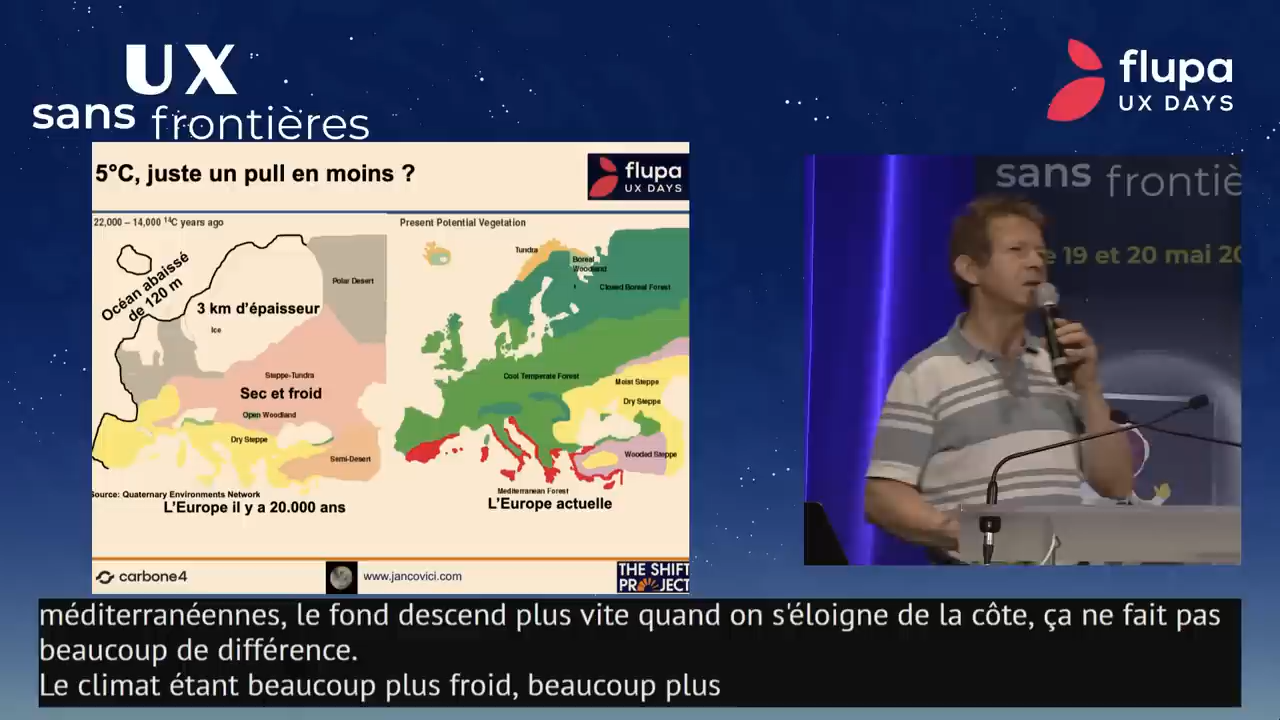 UX
sans frontières
flupa
UX DAYS
5°C, juste un pull en moins ?
flupa
UX DAYS
22,000 – 14,000 ¹⁴C years ago
Océan abaissé
de 120 m
3 km d'épaisseur
Ice
Polar Desert
Steppe-Tundra
Sec et froid
Open Woodland
Dry Steppe
Semi-Desert
Source: Quaternary Environments Network
L'Europe il y a 20.000 ans
Present Potential Vegetation
Tundra
Boreal
Woodland
Closed Boreal Forest
Cool Temperate Forest
Moist Steppe
Dry Steppe
Wooded Steppe
Mediterranean Forest
L'Europe actuelle
carbone4
www.jancovici.com
THE SHIFT
PROJECT
sans frontiè
e 19 et 20 mai 20
méditerranéennes, le fond descend plus vite quand on s'éloigne de la côte, ça ne fait pas
beaucoup de différence.
Le climat étant beaucoup plus froid, beaucoup plus